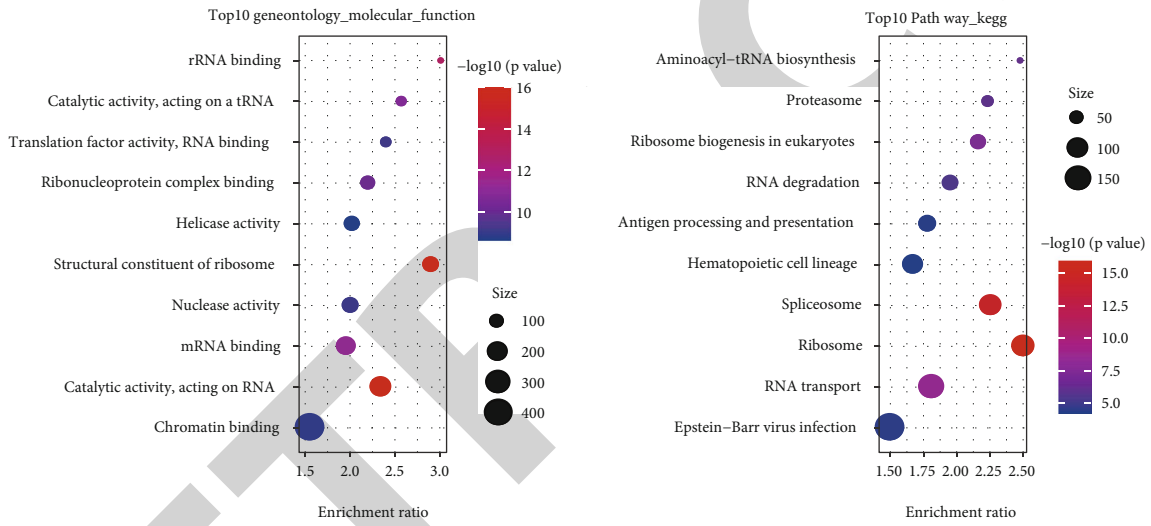 Top10 geneontology_molecular_function
rRNA binding
Catalytic activity, acting on a tRNA
Translation factor activity, RNA binding
Ribonucleoprotein complex binding
Helicase activity
Structural constituent of ribosome
Nuclease activity
mRNA binding
Catalytic activity, acting on RNA
Chromatin binding
1.5 2.0 2.5 3.0
Enrichment ratio
−log10 (p value)
16
14
12
10
Size
100
200
300
400
Top10 Path way_kegg
Aminoacyl−tRNA biosynthesis
Proteasome
Ribosome biogenesis in eukaryotes
RNA degradation
Antigen processing and presentation
Hematopoietic cell lineage
Spliceosome
Ribosome
RNA transport
Epstein−Barr virus infection
1.50 1.75 2.00 2.25 2.50
Enrichment ratio
Size
50
100
150
−log10 (p value)
15.0
12.5
10.0
7.5
5.0